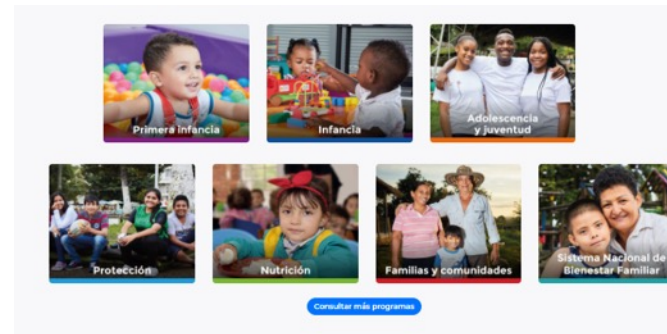 Primera infancia
Infancia
Adolescencia
y juventud
Protección
Nutrición
Familias y comunidades
Sistema Nacional de
Bienestar Familiar
Consultar más programas